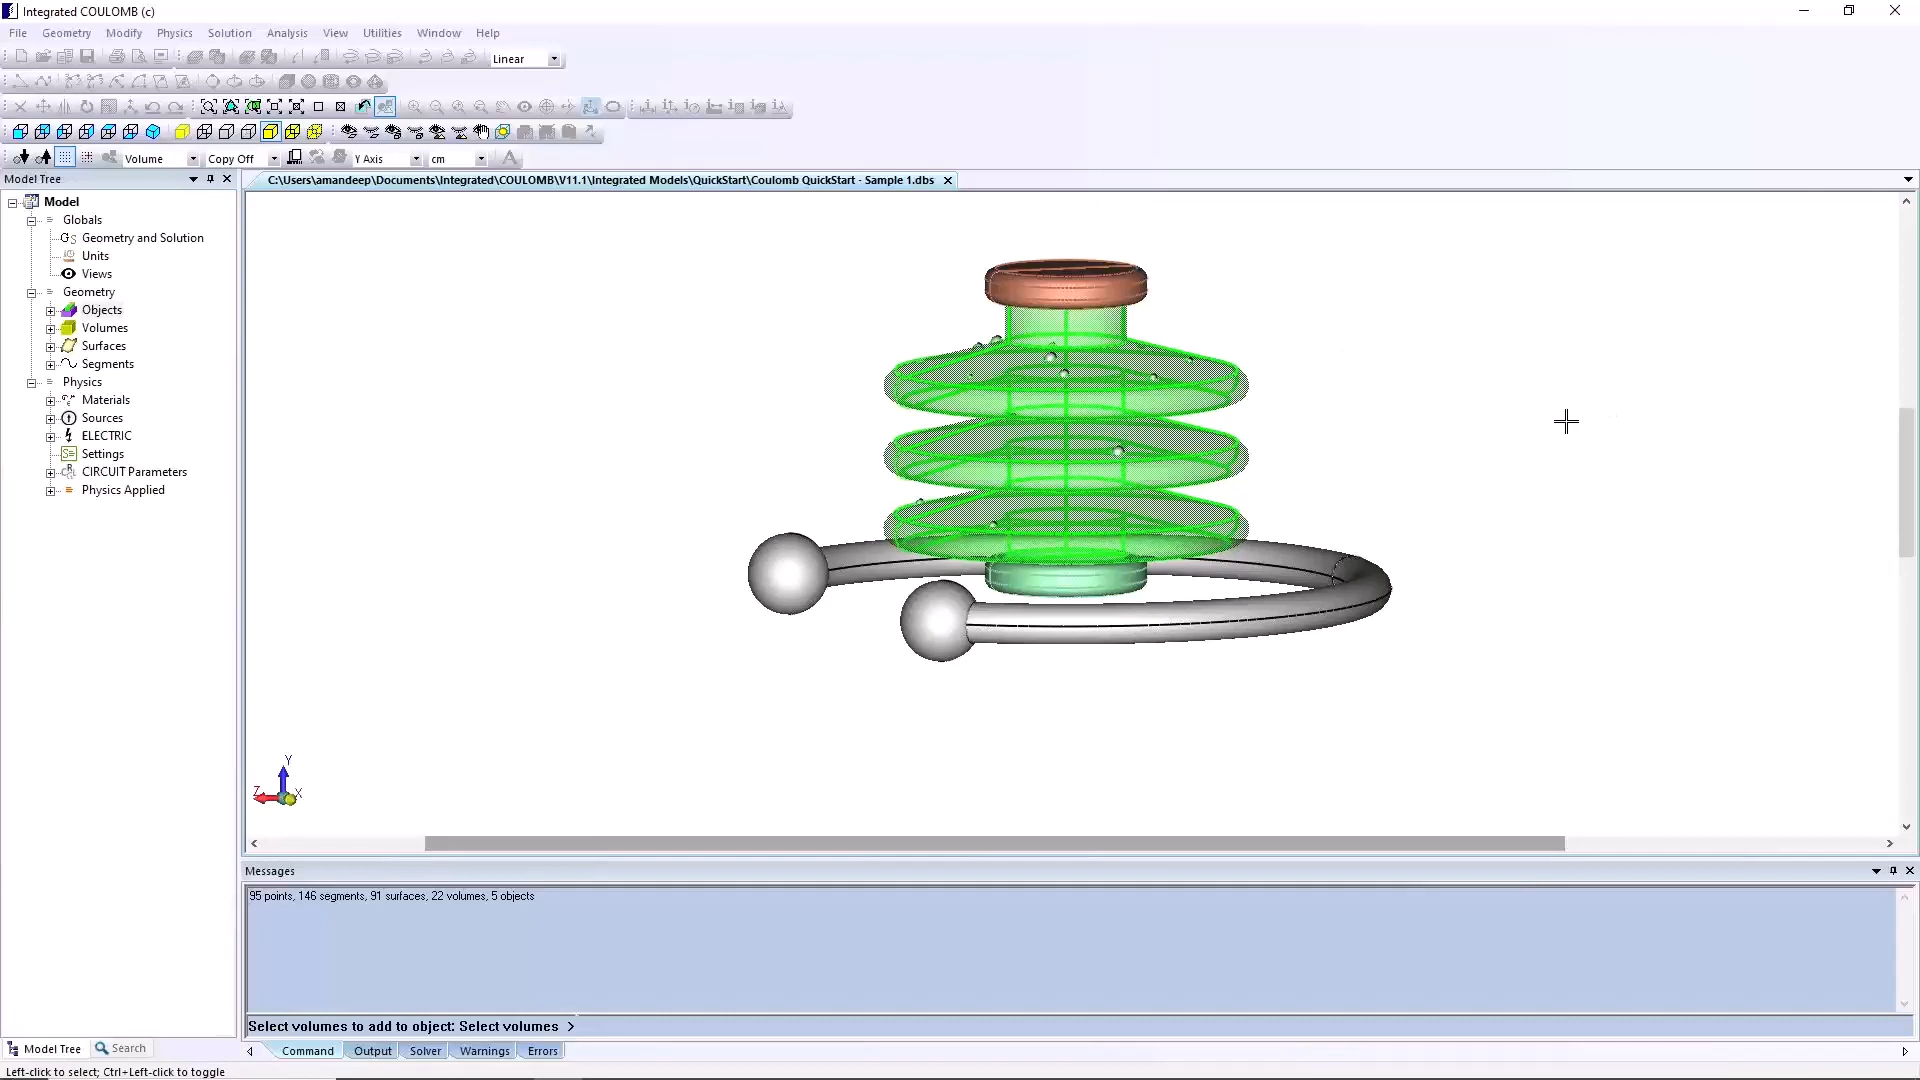 Integrated COULOMB (c)
File Geometry Modify Physics Solution Analysis View Utilities Window Help
Linear
Volume Copy Off Y Axis cm
Model Tree
C:\Users\amandeep\Documents\Integrated\COULOMB\V11.1\Integrated Models\QuickStart\Coulomb QuickStart - Sample 1.dbs
Model
Globals
Geometry and Solution
Units
Views
Geometry
Objects
Volumes
Surfaces
Segments
Physics
Materials
Sources
ELECTRIC
Settings
CIRCUIT Parameters
Physics Applied
Y
Z X
Messages
95 points, 146 segments, 91 surfaces, 22 volumes, 5 objects
Select volumes to add to object: Select volumes >
Model Tree Search
Command Output Solver Warnings Errors
Left-click to select; Ctrl+Left-click to toggle